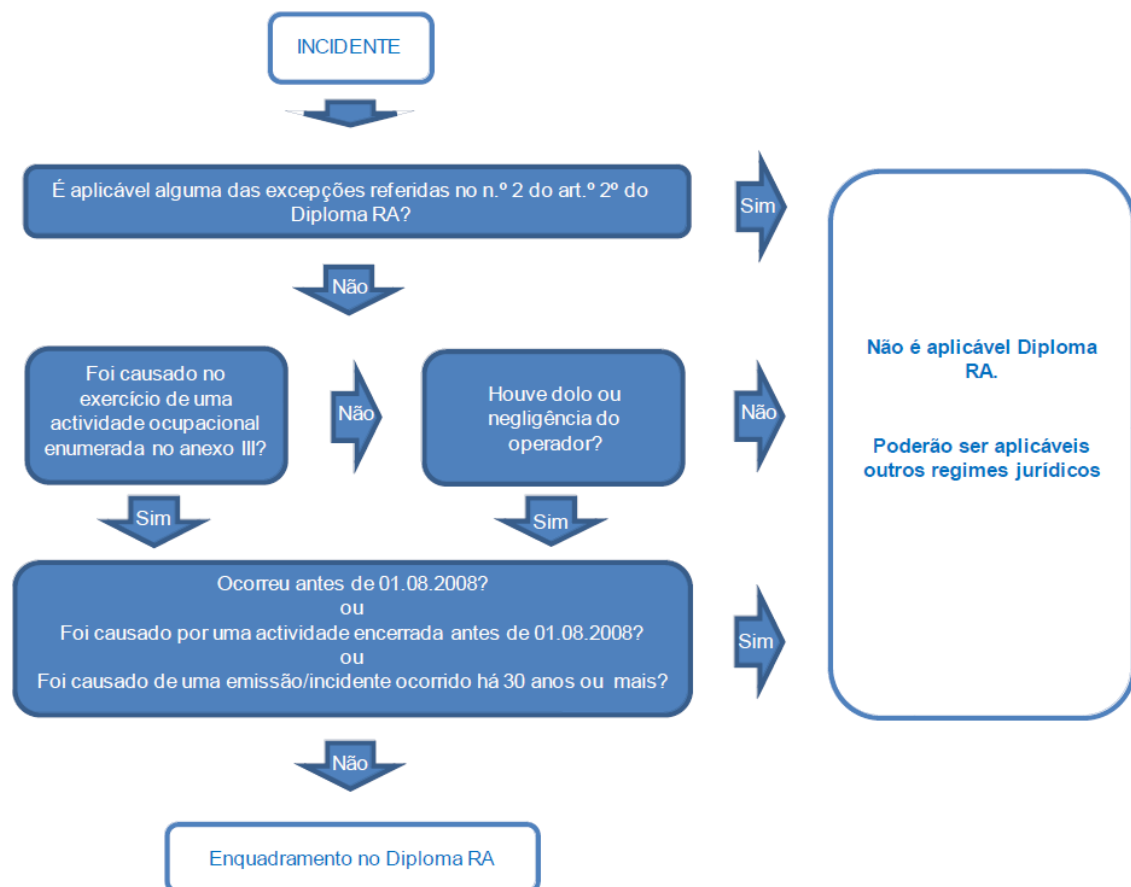 INCIDENTE
É aplicável alguma das excepções referidas no n.º 2 do art.º 2º do
Diploma RA?
Sim
Não
Foi causado no
exercício de uma
actividade ocupacional
enumerada no anexo III?
Não
Houve dolo ou
negligência do
operador?
Não
Não é aplicável Diploma
RA.
Poderão ser aplicáveis
outros regimes jurídicos
Sim
Sim
Ocorreu antes de 01.08.2008?
ou
Foi causado por uma actividade encerrada antes de 01.08.2008?
ou
Foi causado de uma emissão/incidente ocorrido há 30 anos ou mais?
Sim
Não
Enquadramento no Diploma RA